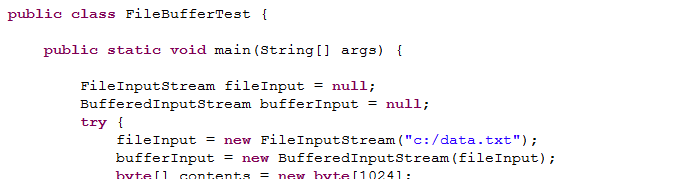 public class FileBufferTest {
public static void main(String[] args) {
FileInputStream fileInput = null;
BufferedInputStream bufferInput = null;
try {
fileInput = new FileInputStream("c:/data.txt");
bufferInput = new BufferedInputStream(fileInput);
byte[] contents = new byte[1024];